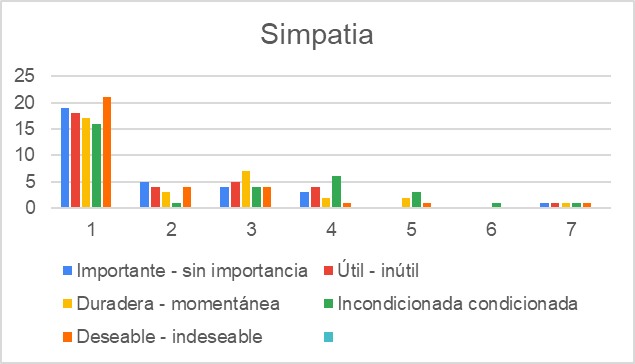 Simpatia
25
20
15
10
5
0
1 2 3 4 5 6 7
Importante - sin importancia Útil - inútil
Duradera - momentánea Incondicionada condicionada
Deseable - indeseable